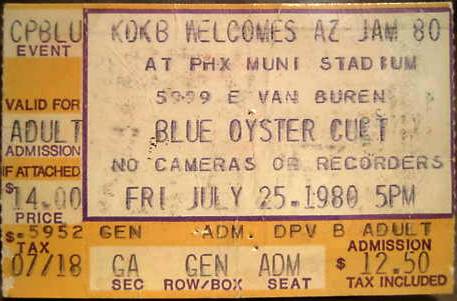 CPBLU
EVENT
VALID FOR
ADULT
ADMISSION
IF ATTACHED
$14.00
PRICE
$.5952
TAX
07/18
KDKB WELCOMES AZ JAM 80
AT PHX MUNI STADIUM
5999 E VAN BUREN
BLUE OYSTER CULT
NO CAMERAS OR RECORDERS
FRI JULY 25.1980 5PM
GEN ADM. DPV B ADULT
ADMISSION
GA GEN ADM $ 12.50
SEC ROW/BOX SEAT TAX INCLUDED